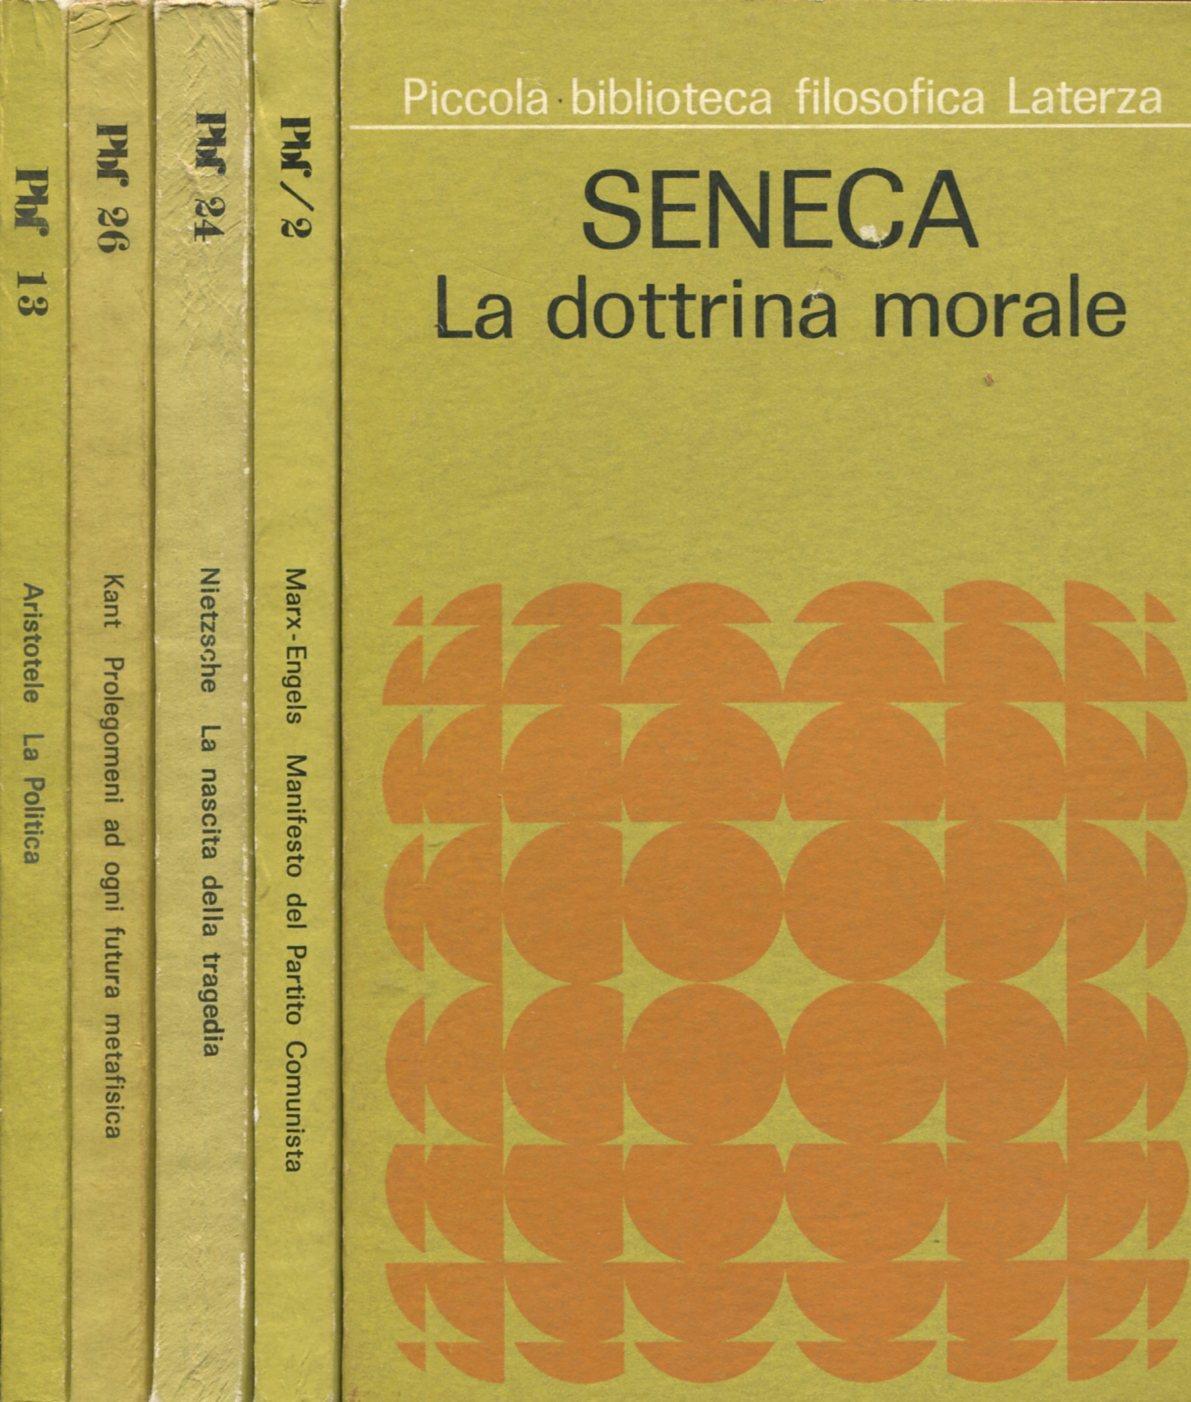 Pbf 13
Aristotele La Politica
Pbf 26
Kant Prolegomeni ad ogni futura metafisica
Pbf 24
Nietzsche La nascita della tragedia
Pbf/2
Marx-Engels Manifesto del Partito Comunista
Piccola biblioteca filosofica Laterza
SENECA
La dottrina morale